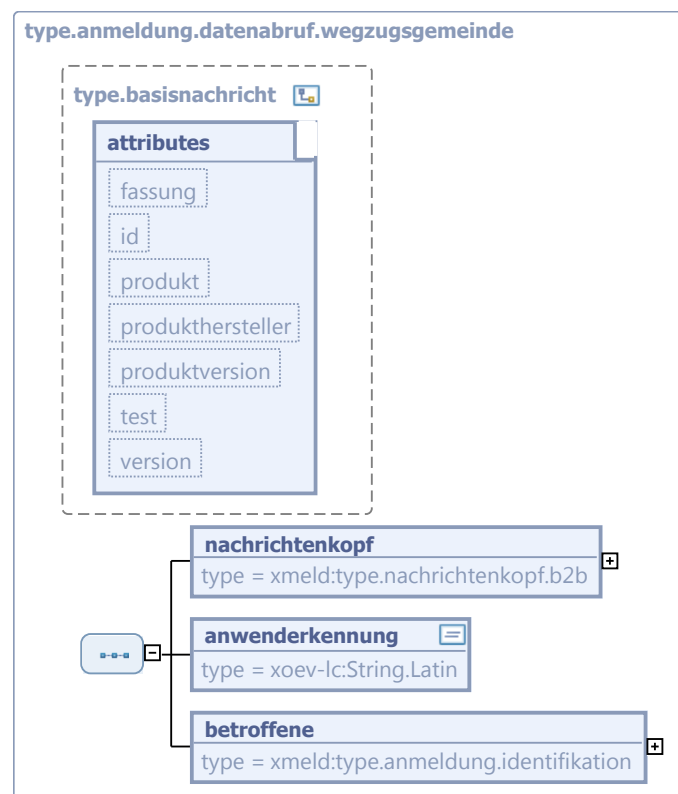 type.anmeldung.datenabruf.wegzugsgemeinde
type.basisnachricht
attributes
fassung
id
produkt
produkthersteller
produktversion
test
version
nachrichtenkopf
type = xmeld:type.nachrichtenkopf.b2b
anwenderkennung
type = xoev-lc:String.Latin
betroffene
type = xmeld:type.anmeldung.identifikation